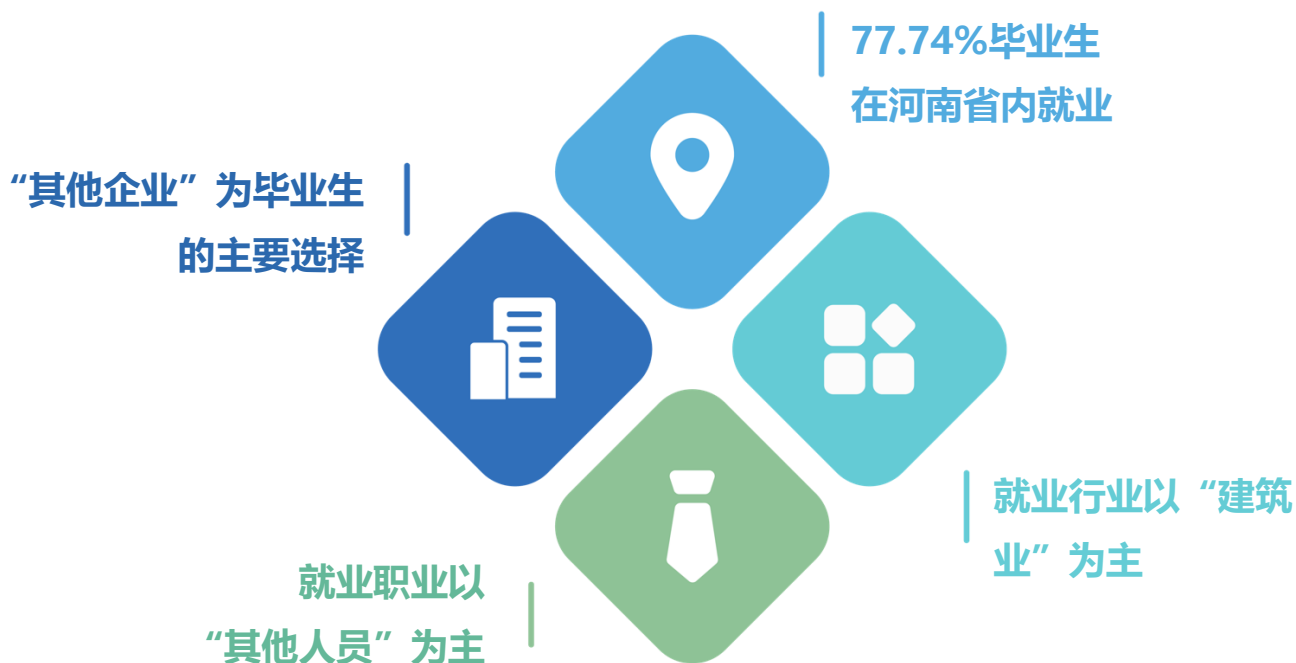 77.74%毕业生
在河南省内就业
“其他企业”为毕业生
的主要选择
就业行业以“建筑
业”为主
就业职业以
“其他人员”为主